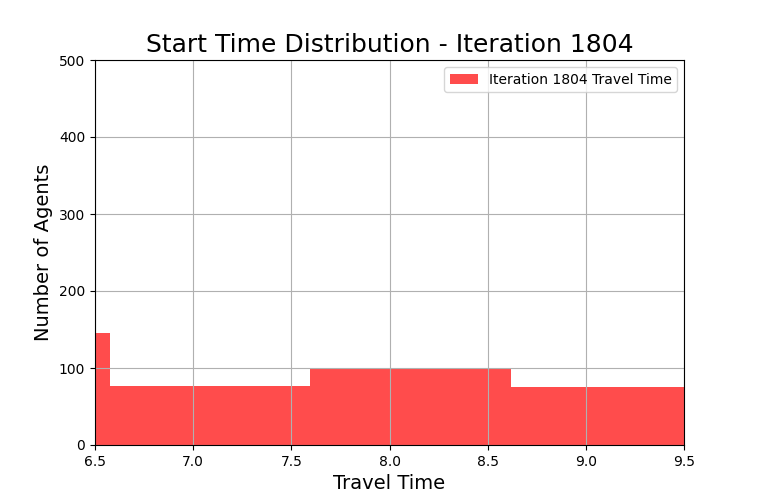 Start Time Distribution - Iteration 1804
500
400
300
200
100
0
Number of Agents
Iteration 1804 Travel Time
6.5 7.0 7.5 8.0 8.5 9.0 9.5
Travel Time